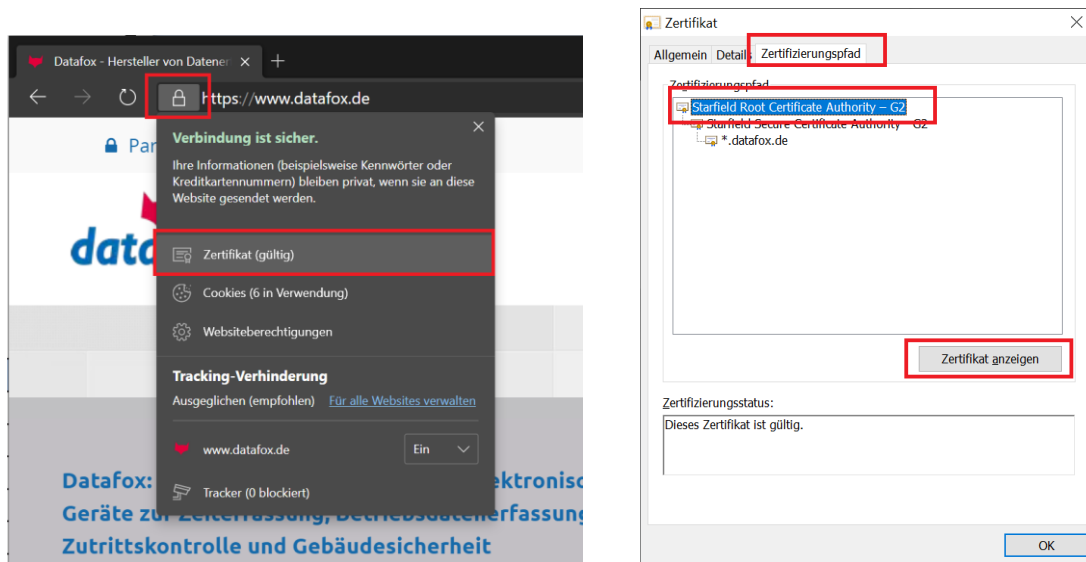 Datafox - Hersteller von Datener
https://www.datafox.de
Par
Verbindung ist sicher.
Ihre Informationen (beispielsweise Kennwörter oder
Kreditkartennummern) bleiben privat, wenn sie an diese
Website gesendet werden.
datc
Zertifikat (gültig)
Cookies (6 in Verwendung)
Websiteberechtigungen
Tracking-Verhinderung
Ausgeglichen (empfohlen) Für alle Websites verwalten
www.datafox.de Ein
Tracker (0 blockiert)
Datafox: ektronisc
Geräte zur Zeiterfassung, Betriebsdatenerfassung
Zutrittskontrolle und Gebäudesicherheit
Zertifikat
Allgemein Details Zertifizierungspfad
Zertifizierungspfad
Starfield Root Certificate Authority – G2
Starfield Secure Certificate Authority - G2
*.datafox.de
Zertifikat anzeigen
Zertifizierungsstatus:
Dieses Zertifikat ist gültig.
OK